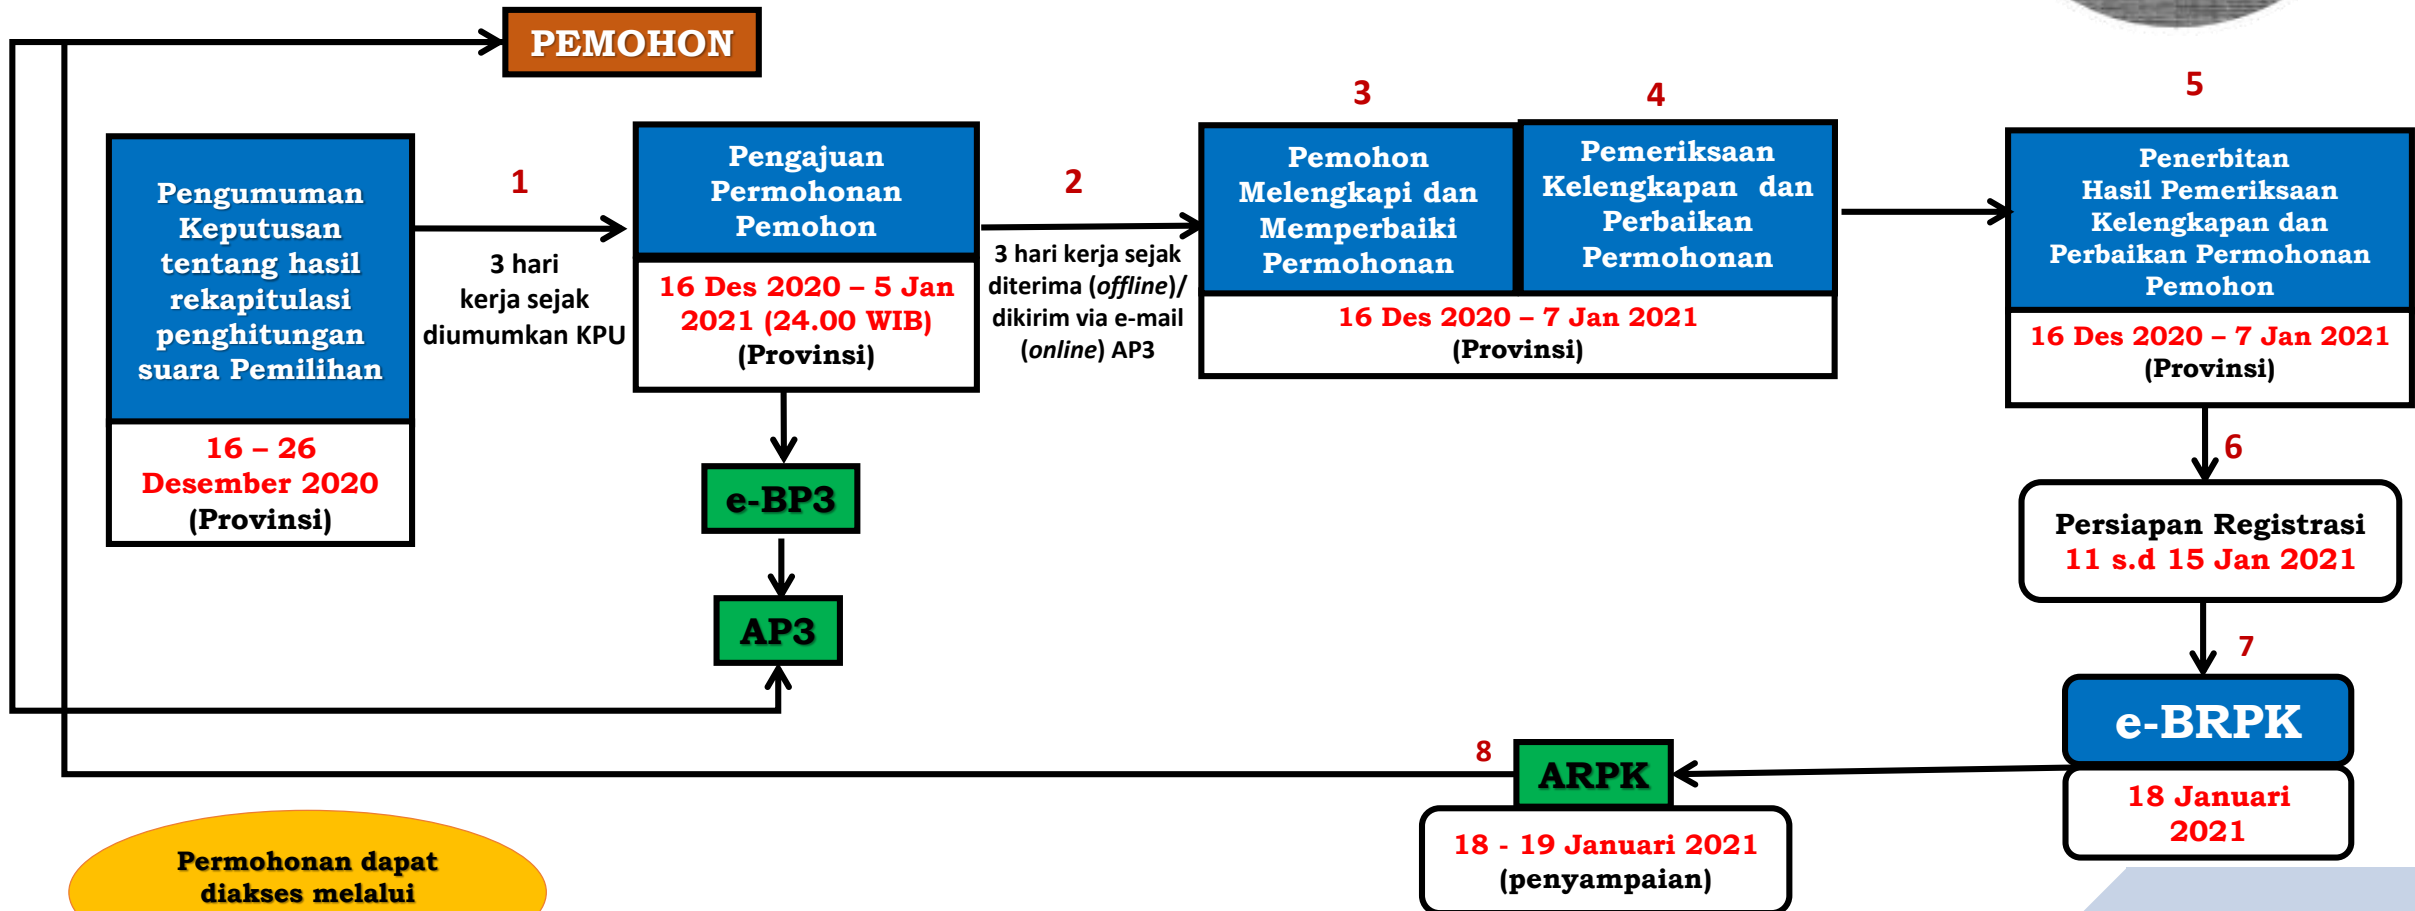 PEMOHON
Pengumuman
Keputusan
tentang hasil
rekapitulasi
penghitungan
suara Pemilihan
16 – 26
Desember 2020
(Provinsi)
1
3 hari
kerja sejak
diumumkan KPU
Pengajuan
Permohonan
Pemohon
16 Des 2020 – 5 Jan
2021 (24.00 WIB)
(Provinsi)
e-BP3
AP3
2
3 hari kerja sejak
diterima (offline)/
dikirim via e-mail
(online) AP3
3
Pemohon
Melengkapi dan
Memperbaiki
Permohonan
4
Pemeriksaan
Kelengkapan dan
Perbaikan
Permohonan
16 Des 2020 – 7 Jan 2021
(Provinsi)
5
Penerbitan
Hasil Pemeriksaan
Kelengkapan dan
Perbaikan Permohonan
Pemohon
16 Des 2020 – 7 Jan 2021
(Provinsi)
6
Persiapan Registrasi
11 s.d 15 Jan 2021
7
e-BRPK
18 Januari
2021
8
ARPK
18 - 19 Januari 2021
(penyampaian)
Permohonan dapat
diakses melalui